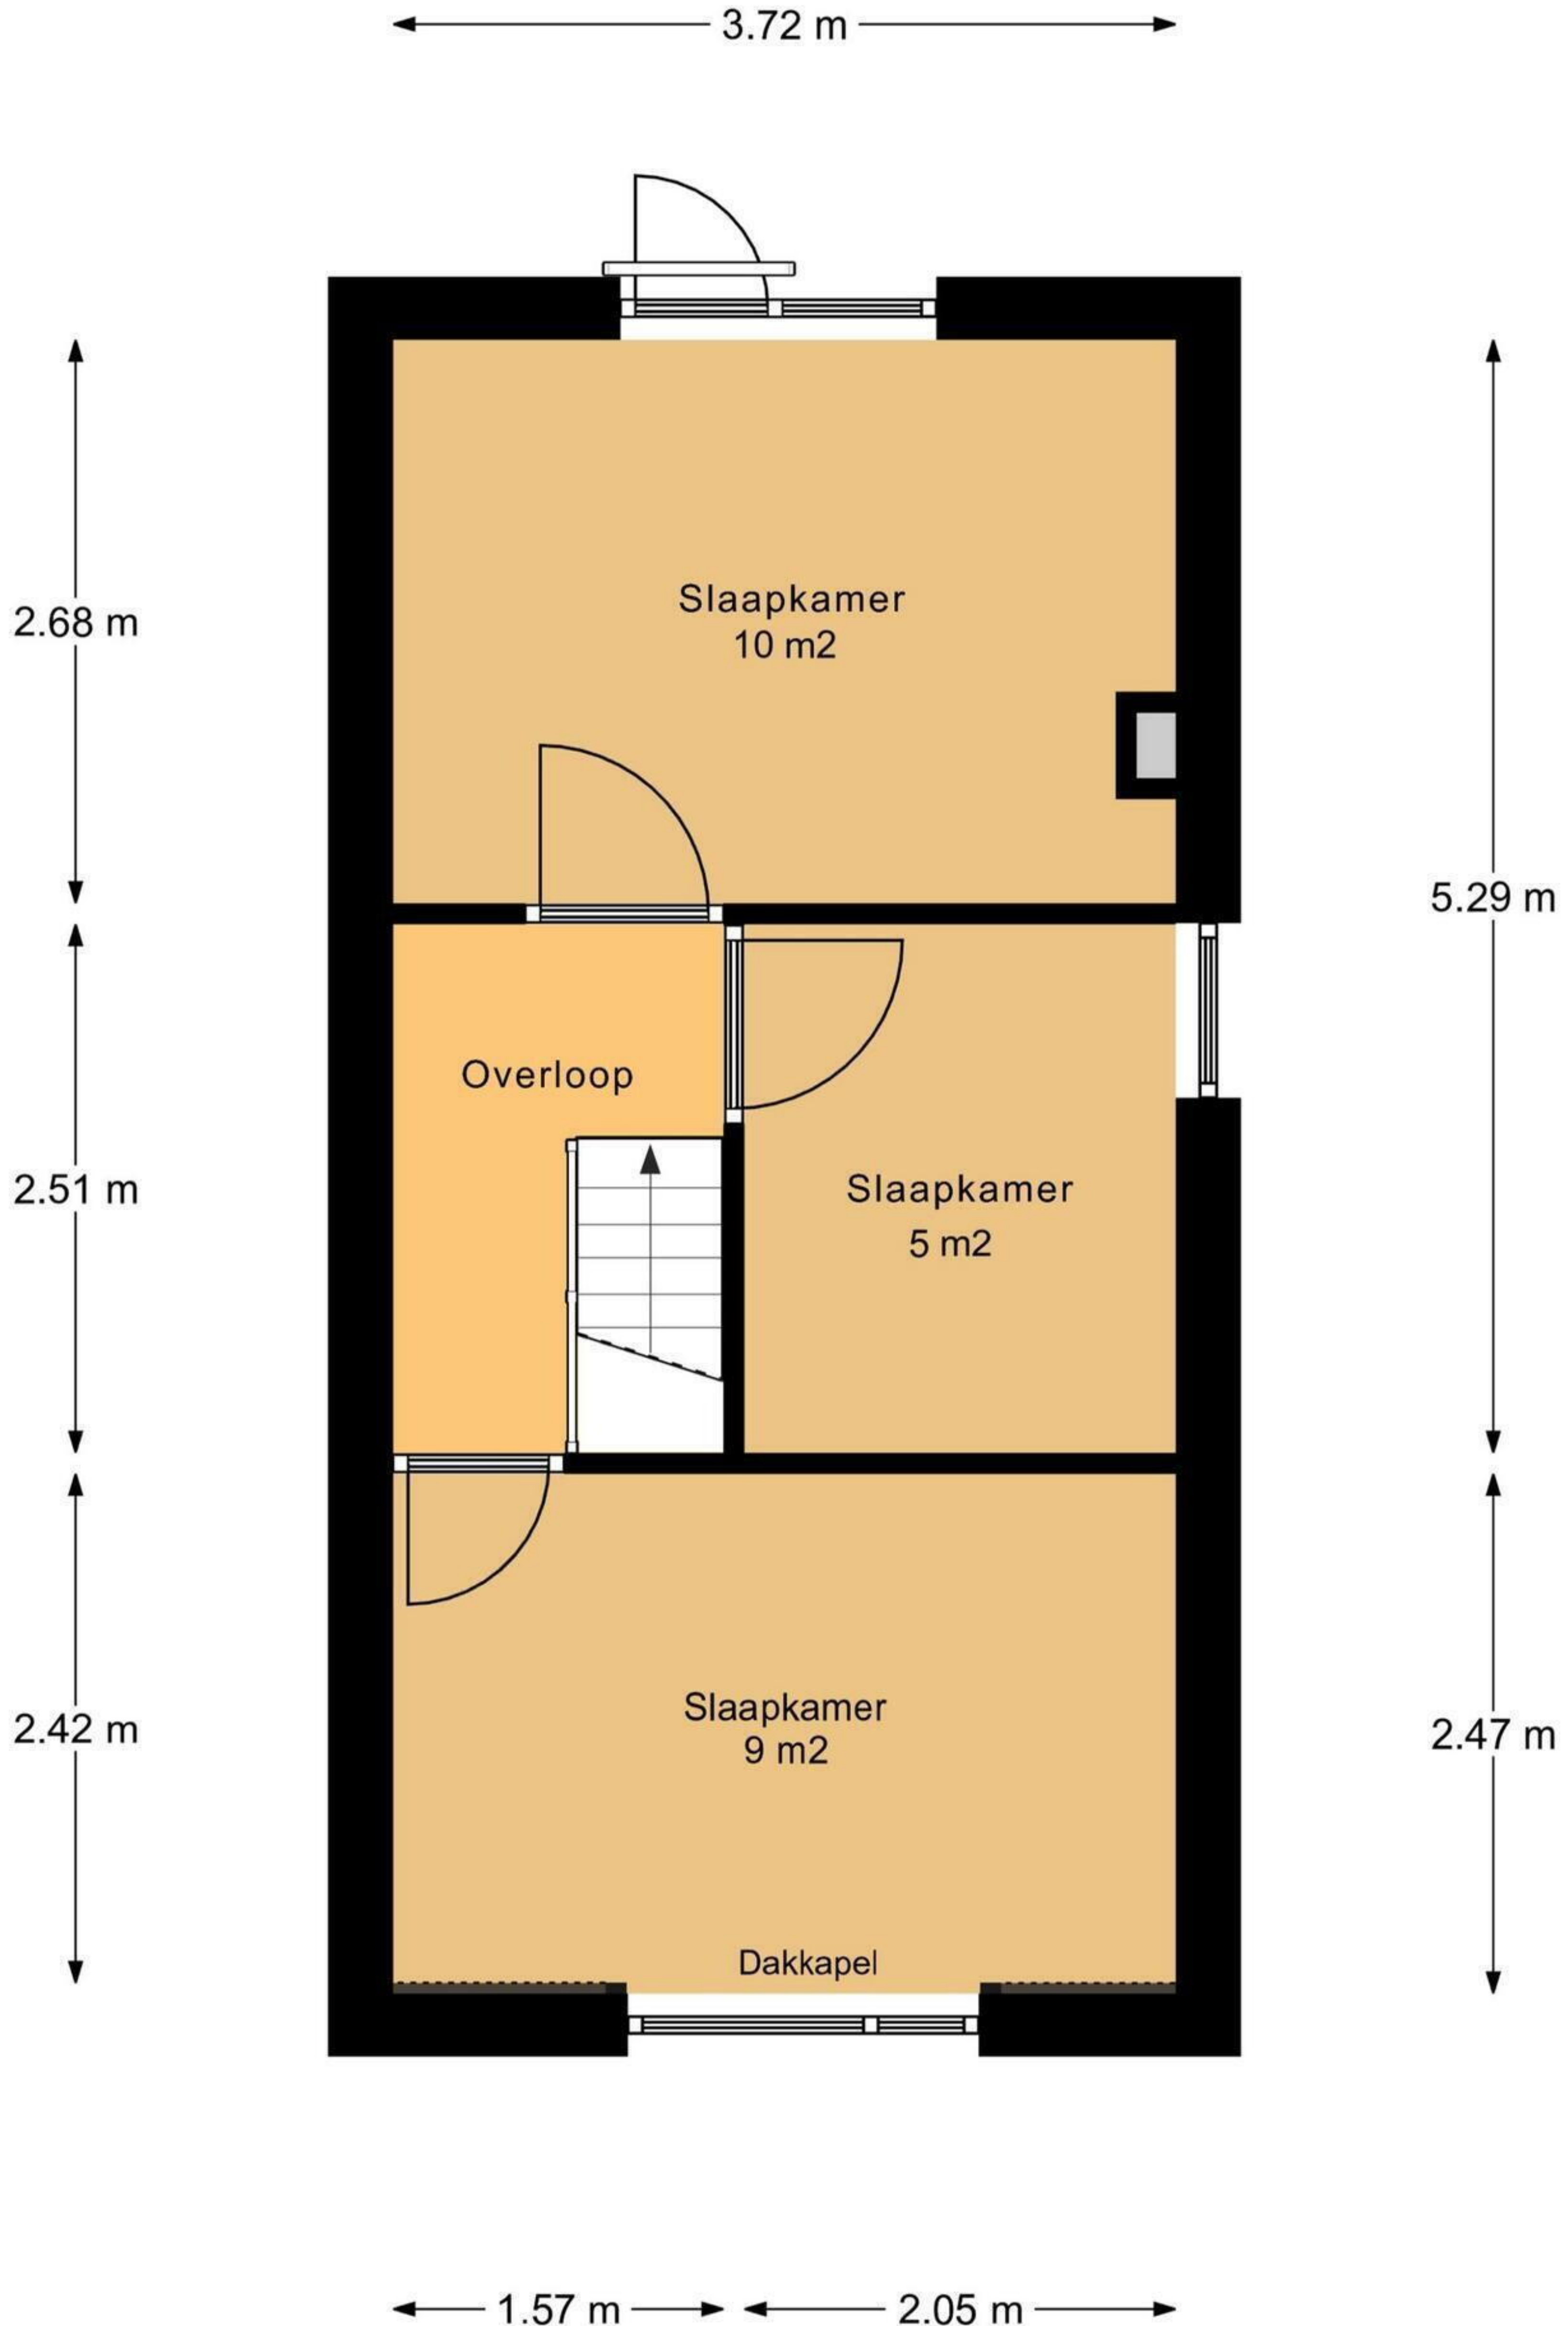 3.72 m
Slaapkamer
10 m2
2.68 m
5.29 m
Overloop
2.51 m
Slaapkamer
5 m2
Slaapkamer
9 m2
2.42 m
2.47 m
Dakkapel
1.57 m
2.05 m